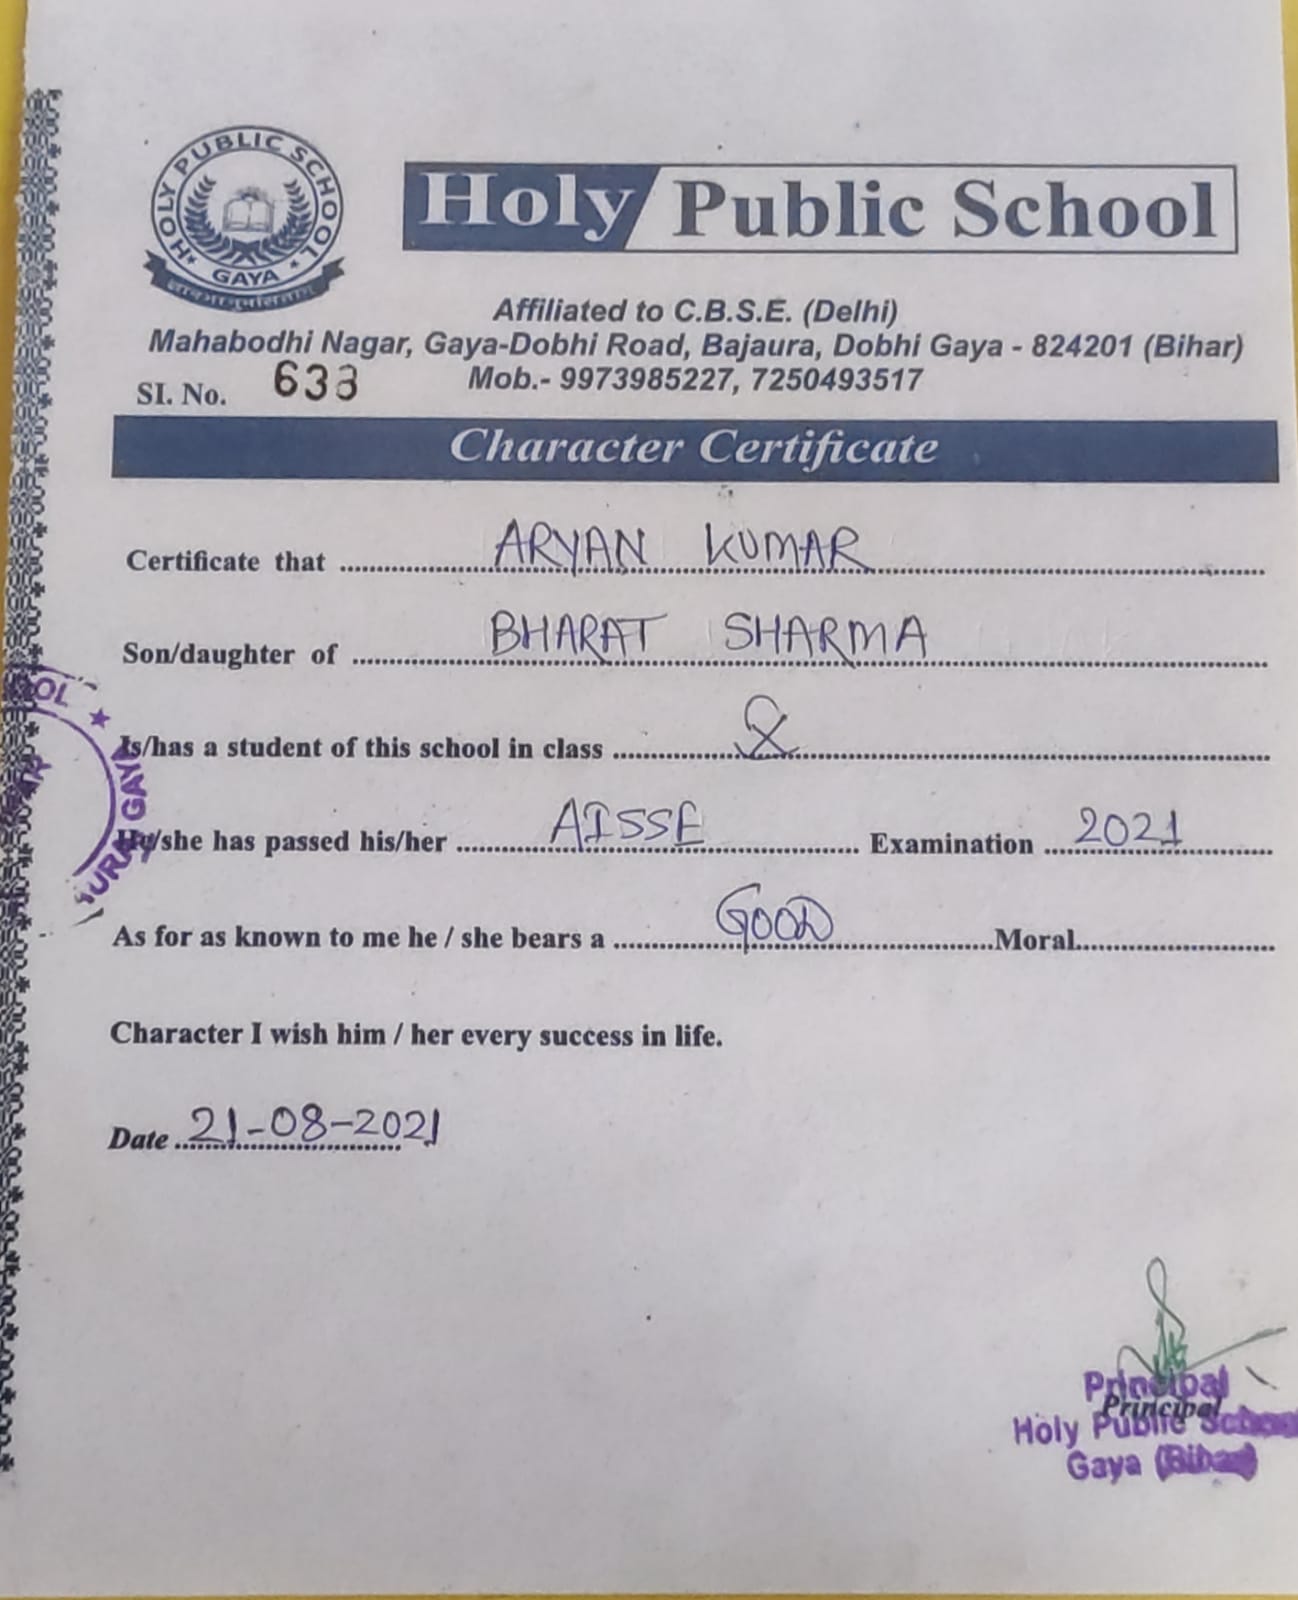 HOLY PUBLIC SCHOOL
GAYA
Holy Public School
Affiliated to C.B.S.E. (Delhi)
Mahabodhi Nagar, Gaya-Dobhi Road, Bajaura, Dobhi Gaya - 824201 (Bihar)
SI. No. 633 Mob.- 9973985227, 7250493517
Character Certificate
Certificate that ARYAN KUMAR
Son/daughter of BHARAT SHARMA
Is/has a student of this school in class X
He/she has passed his/her AISSE Examination 2021
As for as known to me he / she bears a GOOD Moral
Character I wish him / her every success in life.
Date 21-08-2021
Principal
Principal
Holy Public School
Gaya (Bihar)